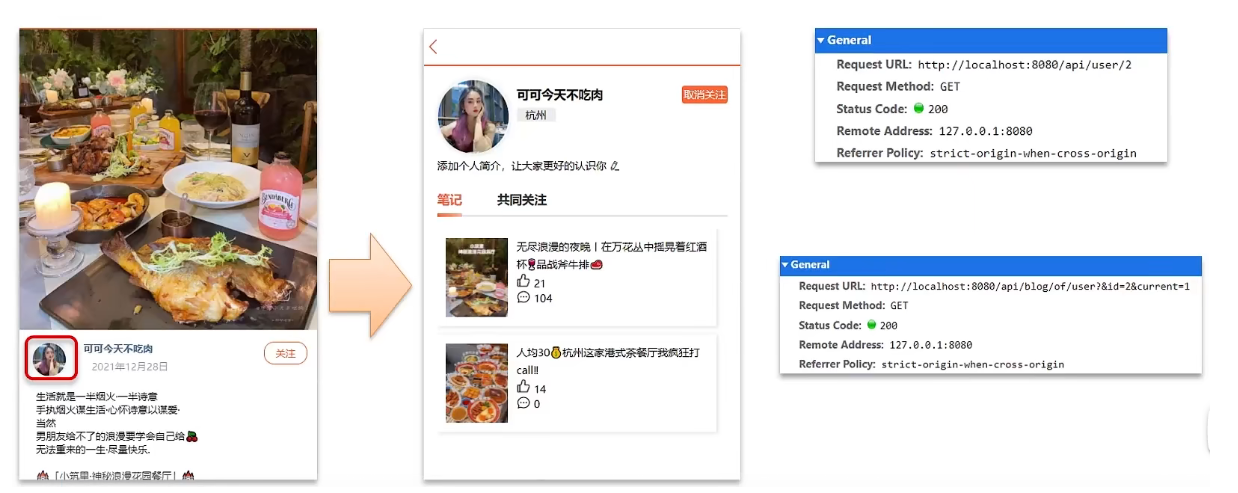 BUNDABERG
可可今天不吃肉
2021年12月28日
关注
生活就是一半烟火·一半诗意
手执烟火谋生活·心怀诗意以谋爱·
当然
男朋友给不了的浪漫要学会自己给🍒
无法重来的一生·尽量快乐.
🏰「小筑里·神秘浪漫花园餐厅」🏰
可可今天不吃肉
取消关注
杭州
添加个人简介，让大家更好的认识你
笔记
共同关注
无尽浪漫的夜晚丨在万花丛中摇晃着红酒
杯🍷品战斧牛排🥩
21
104
人均30💰杭州这家港式茶餐厅我疯狂打
call‼
14
0
General
Request URL: http://localhost:8080/api/user/2
Request Method: GET
Status Code: 200
Remote Address: 127.0.0.1:8080
Referrer Policy: strict-origin-when-cross-origin
General
Request URL: http://localhost:8080/api/blog/of/user?&id=2&current=1
Request Method: GET
Status Code: 200
Remote Address: 127.0.0.1:8080
Referrer Policy: strict-origin-when-cross-origin